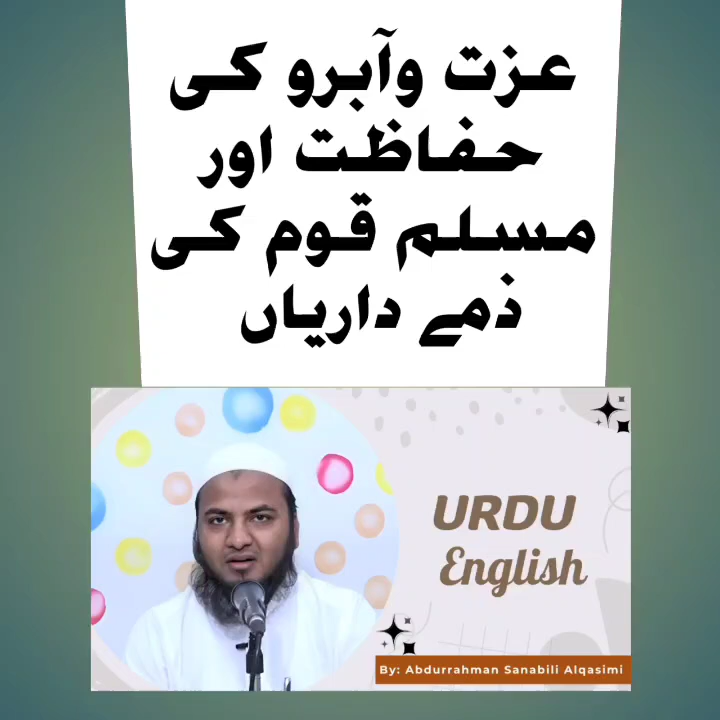 عزت وآبرو کی
حفاظت اور
مسلم قوم کی
ذمے داریاں
URDU
English
By: Abdurrahman Sanabili Alqasimi